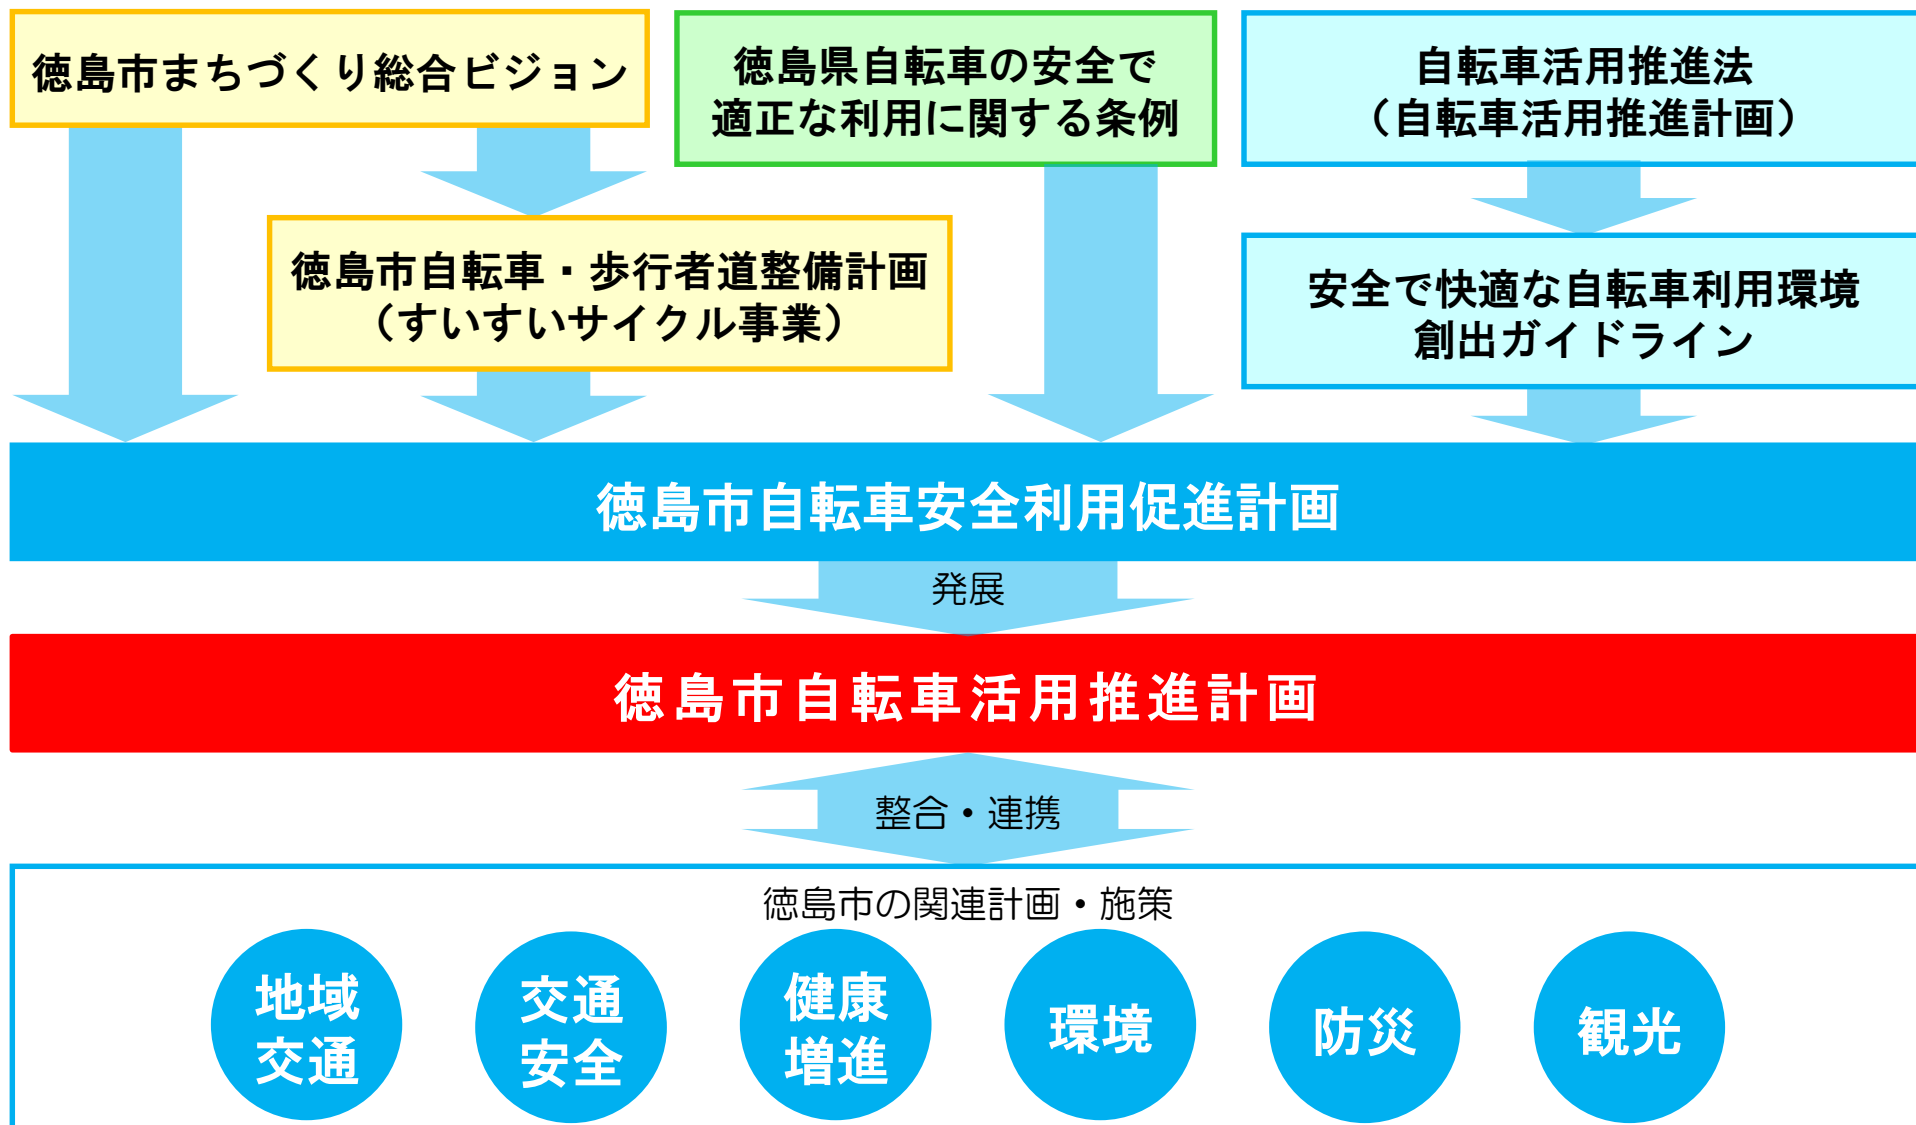 徳島市まちづくり総合ビジョン
徳島県自転車の安全で
適正な利用に関する条例
自転車活用推進法
（自転車活用推進計画）
徳島市自転車・歩行者道整備計画
（すいすいサイクル事業）
安全で快適な自転車利用環境
創出ガイドライン
徳島市自転車安全利用促進計画
発展
徳島市自転車活用推進計画
整合・連携
徳島市の関連計画・施策
地域
交通
交通
安全
健康
増進
環境
防災
観光